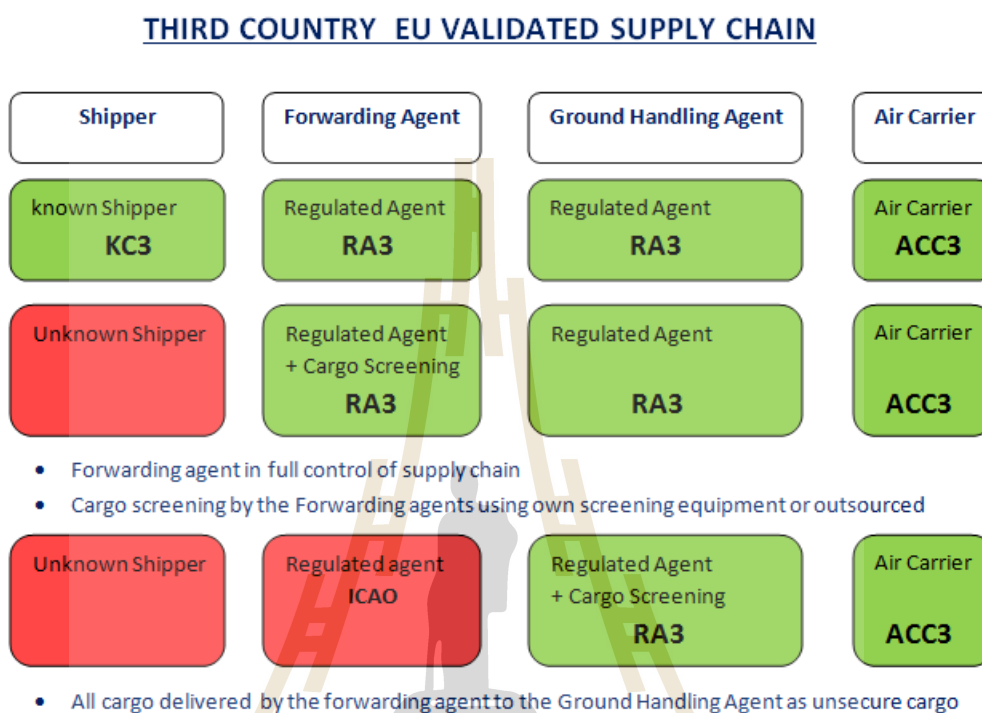 THIRD COUNTRY EU VALIDATED SUPPLY CHAIN
Shipper
Forwarding Agent
Ground Handling Agent
Air Carrier
known Shipper
KC3
Regulated Agent
RA3
Regulated Agent
RA3
Air Carrier
ACC3
Unknown Shipper
Regulated Agent
+ Cargo Screening
RA3
Regulated Agent
RA3
Air Carrier
ACC3
• Forwarding agent in full control of supply chain
• Cargo screening by the Forwarding agents using own screening equipment or outsourced
Unknown Shipper
Regulated agent
ICAO
Regulated Agent
+ Cargo Screening
RA3
Air Carrier
ACC3
• All cargo delivered by the forwarding agent to the Ground Handling Agent as unsecure cargo